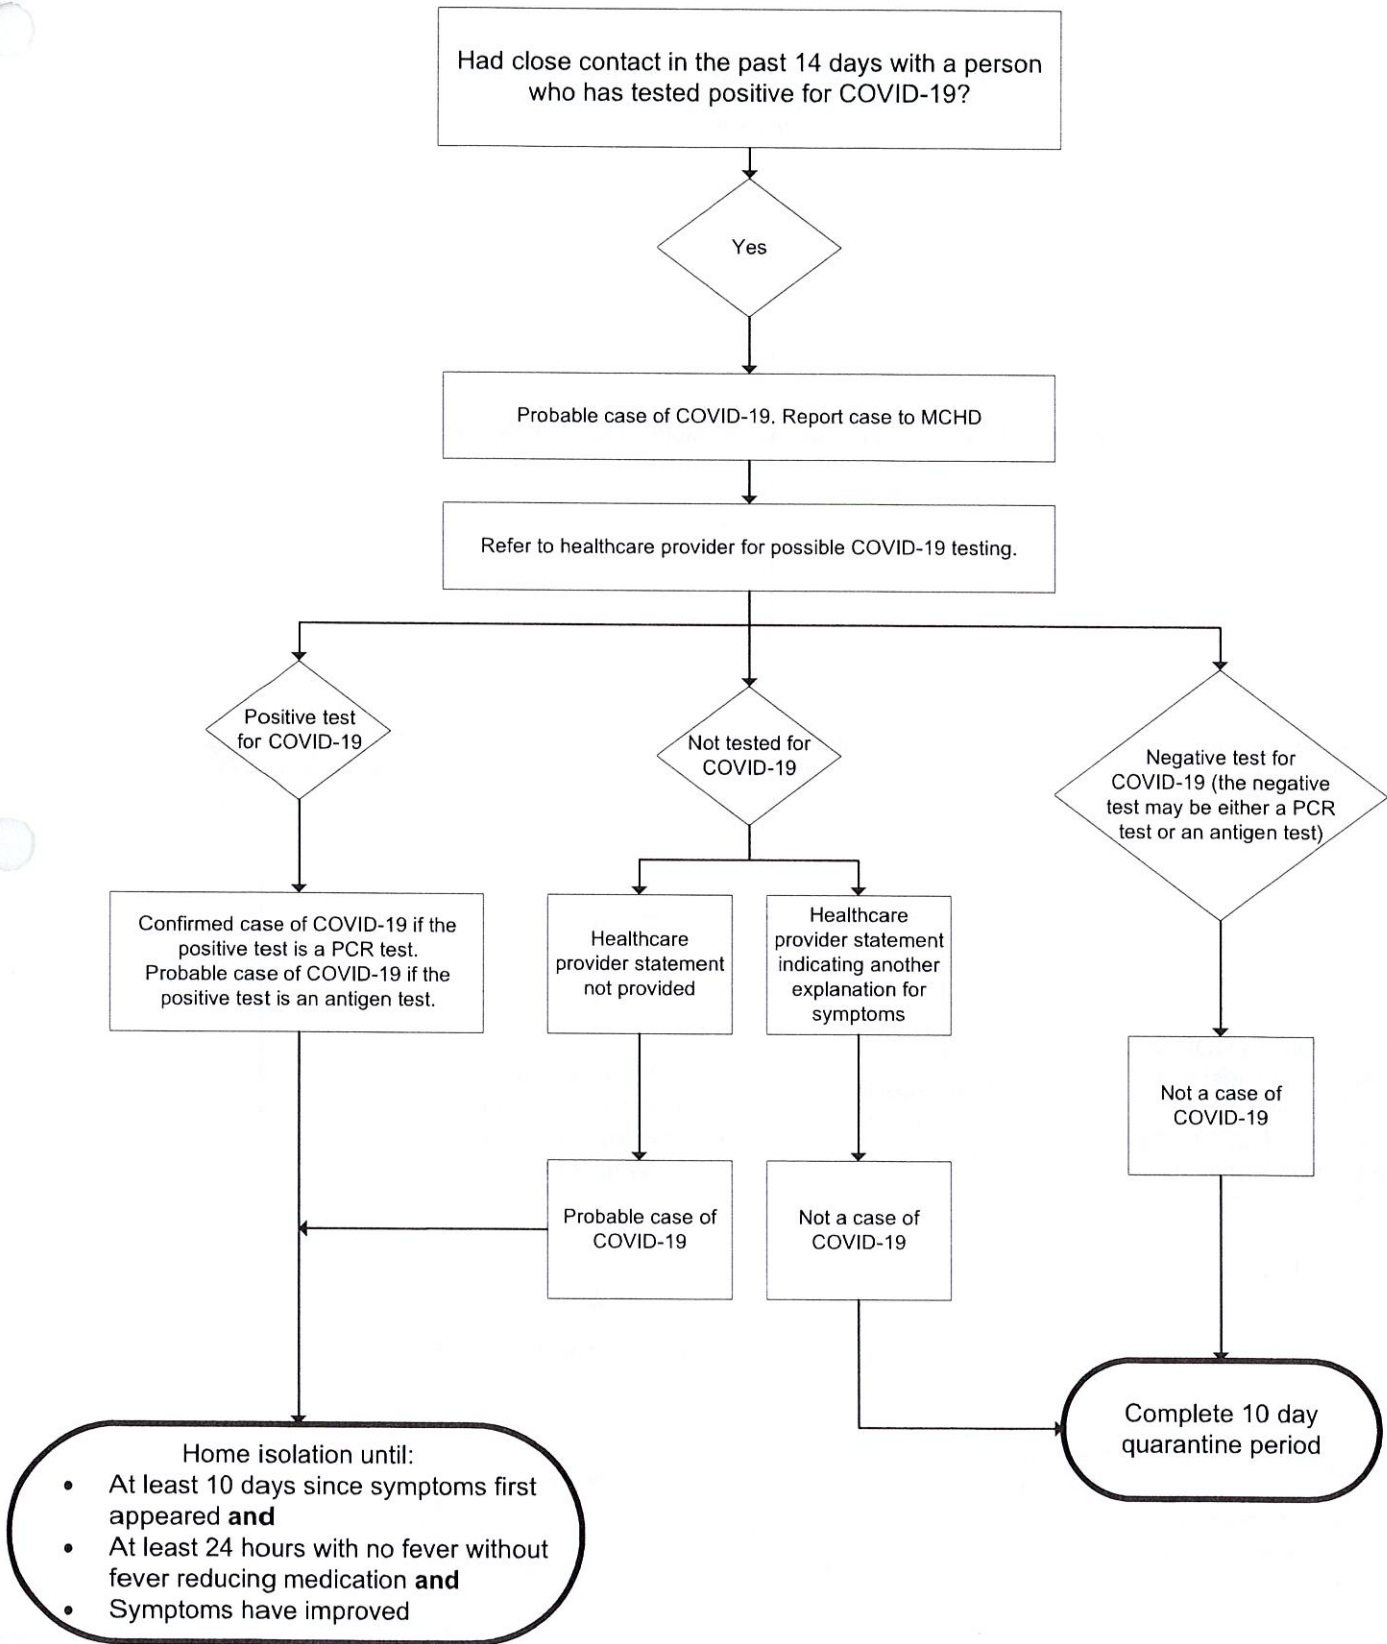 Had close contact in the past 14 days with a person
who has tested positive for COVID-19?
Yes
Probable case of COVID-19. Report case to MCHD
Refer to healthcare provider for possible COVID-19 testing.
Positive test
for COVID-19
Not tested for
COVID-19
Negative test for
COVID-19 (the negative
test may be either a PCR
test or an antigen test)
Confirmed case of COVID-19 if the
positive test is a PCR test.
Probable case of COVID-19 if the
positive test is an antigen test.
Healthcare
provider statement
not provided
Healthcare
provider statement
indicating another
explanation for
symptoms
Not a case of
COVID-19
Probable case of
COVID-19
Not a case of
COVID-19
Complete 10 day
quarantine period
Home isolation until:
• At least 10 days since symptoms first
appeared and
• At least 24 hours with no fever without
fever reducing medication and
• Symptoms have improved